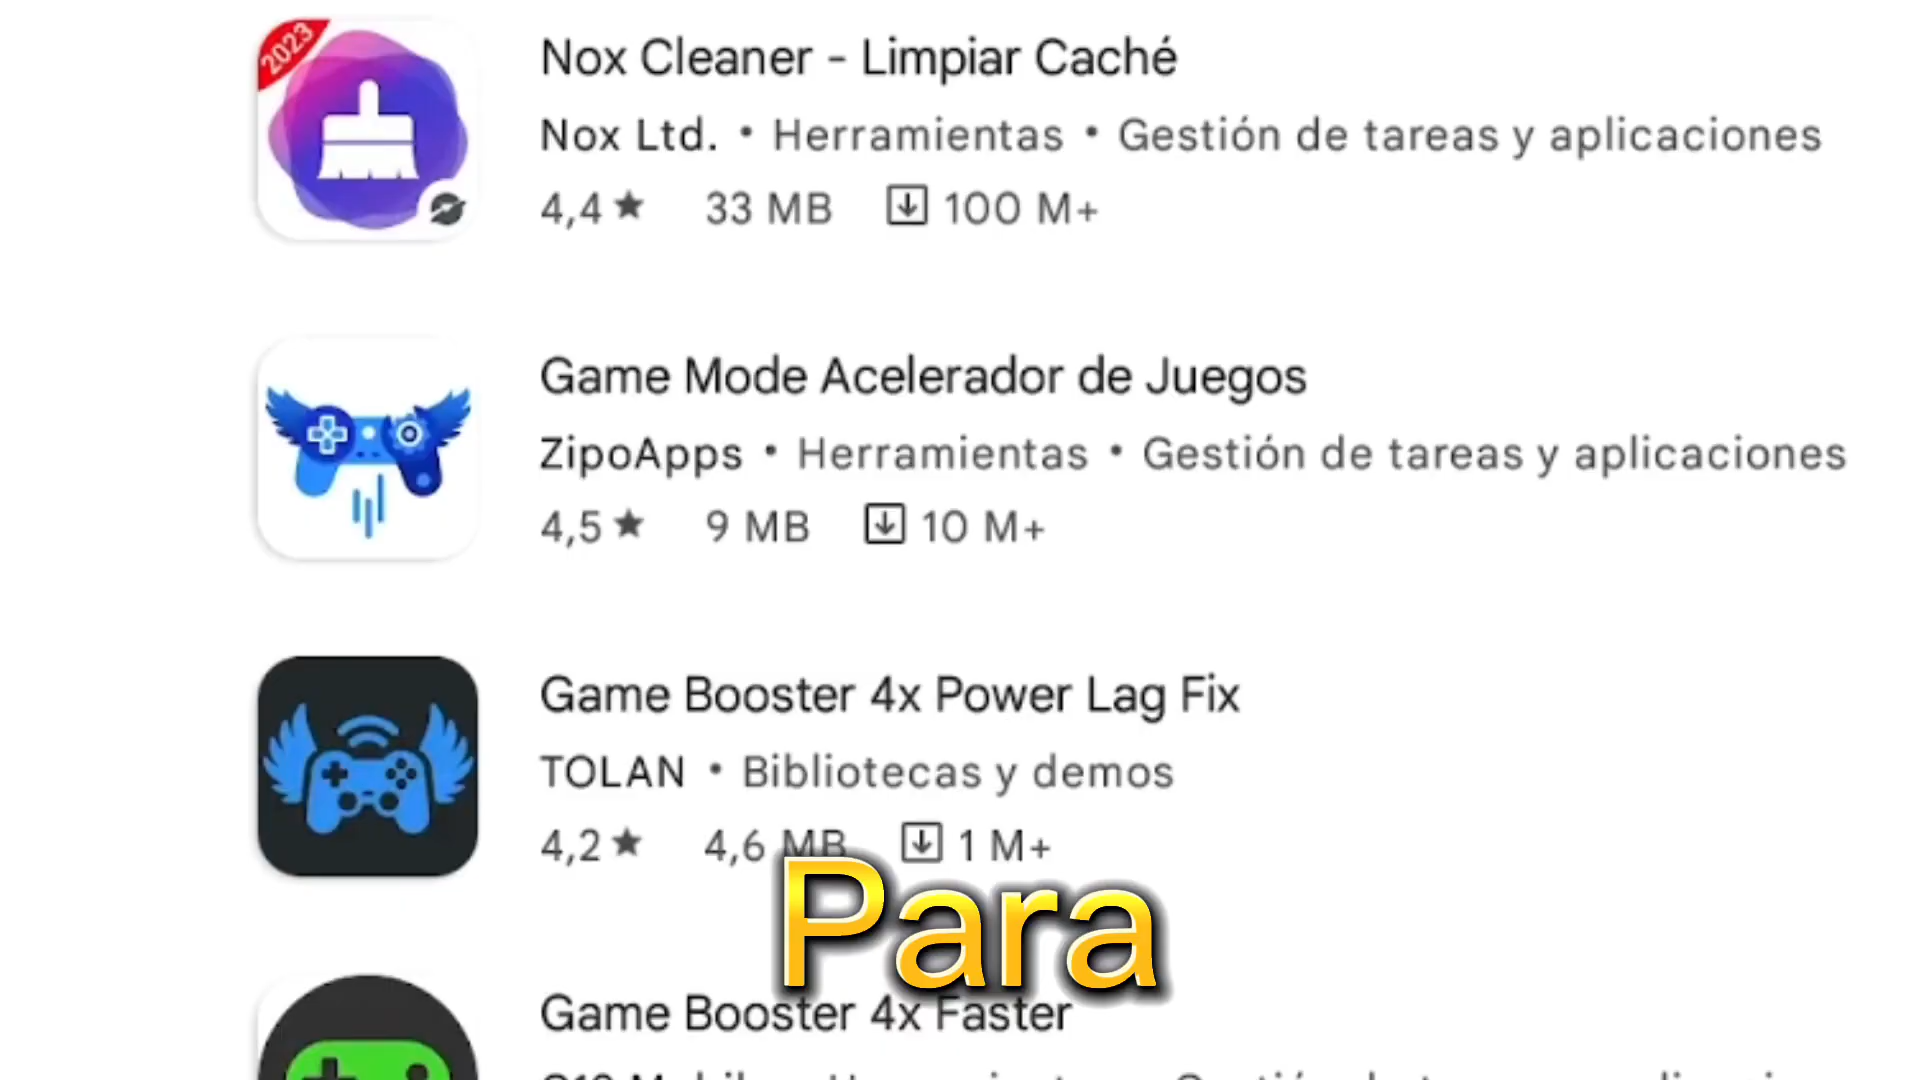 2023
Nox Cleaner - Limpiar Caché
Nox Ltd. • Herramientas • Gestión de tareas y aplicaciones
4,4 ★ 33 MB 100 M+
Game Mode Acelerador de Juegos
ZipoApps • Herramientas • Gestión de tareas y aplicaciones
4,5 ★ 9 MB 10 M+
Game Booster 4x Power Lag Fix
TOLAN • Bibliotecas y demos
4,2 ★ 4,6 MB 1 M+
Para
Game Booster 4x Faster